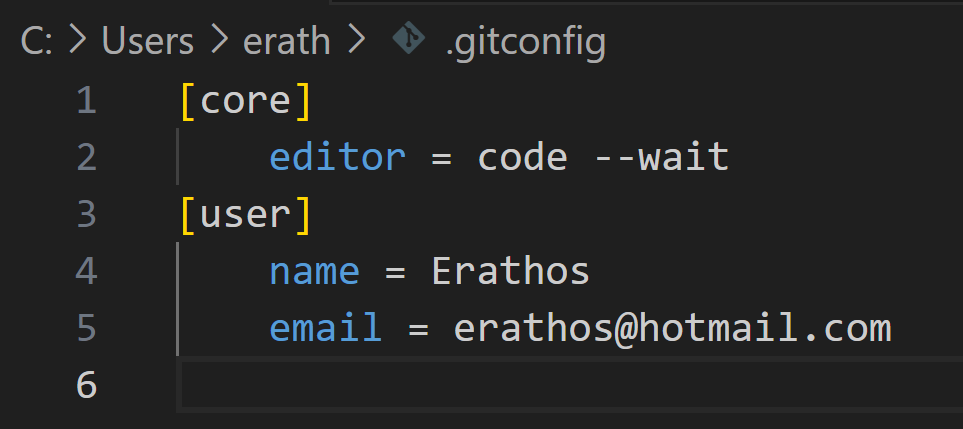 C: > Users > erath > .gitconfig
1 [core]
2 editor = code --wait
3 [user]
4 name = Erathos
5 email = erathos@hotmail.com
6